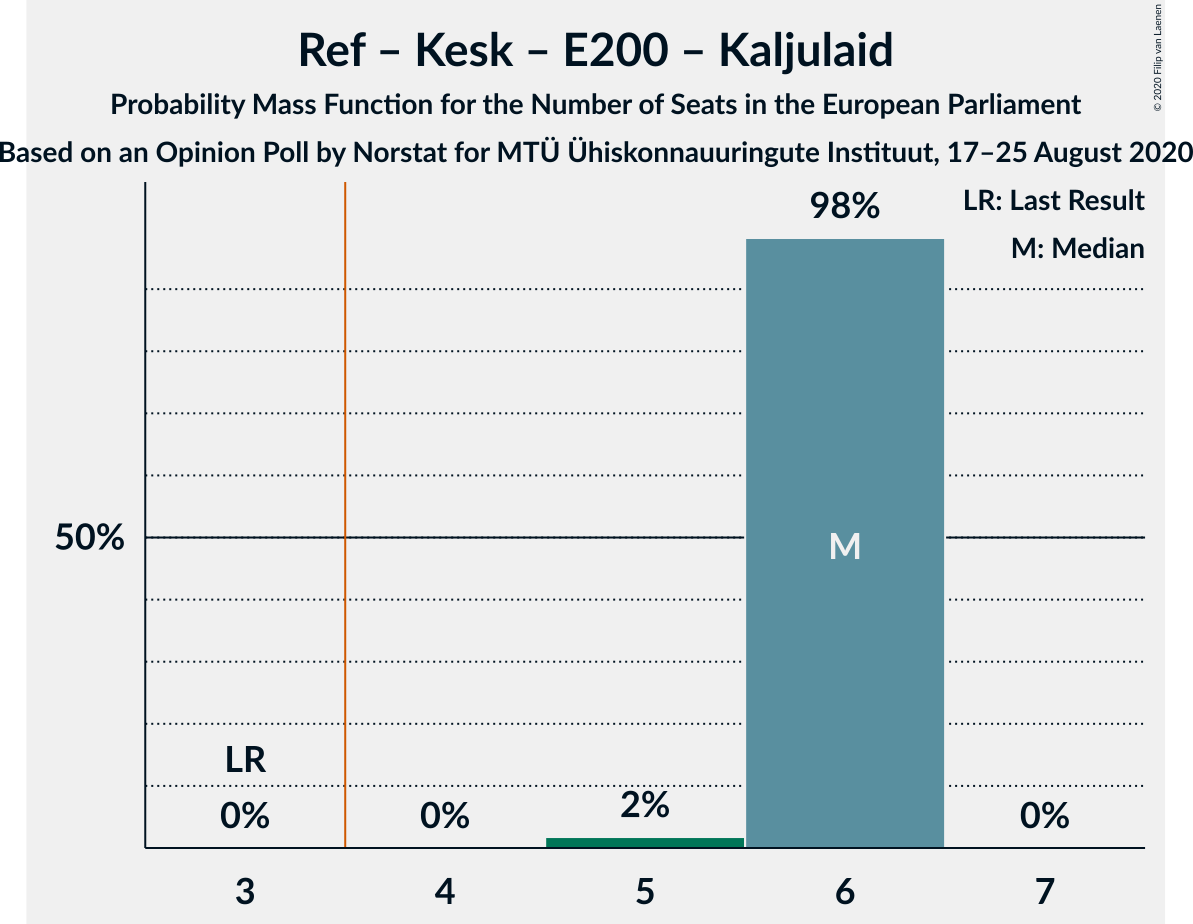 Ref – Kesk – E200 – Kaljulaid
Probability Mass Function for the Number of Seats in the European Parliament
Based on an Opinion Poll by Norstat for MTÜ Ühiskonnauuringute Instituut, 17–25 August 2020
© 2020 Filip van Laenen
LR: Last Result
M: Median
98%
50%
M
LR
0%
0%
2%
0%
3
4
5
6
7